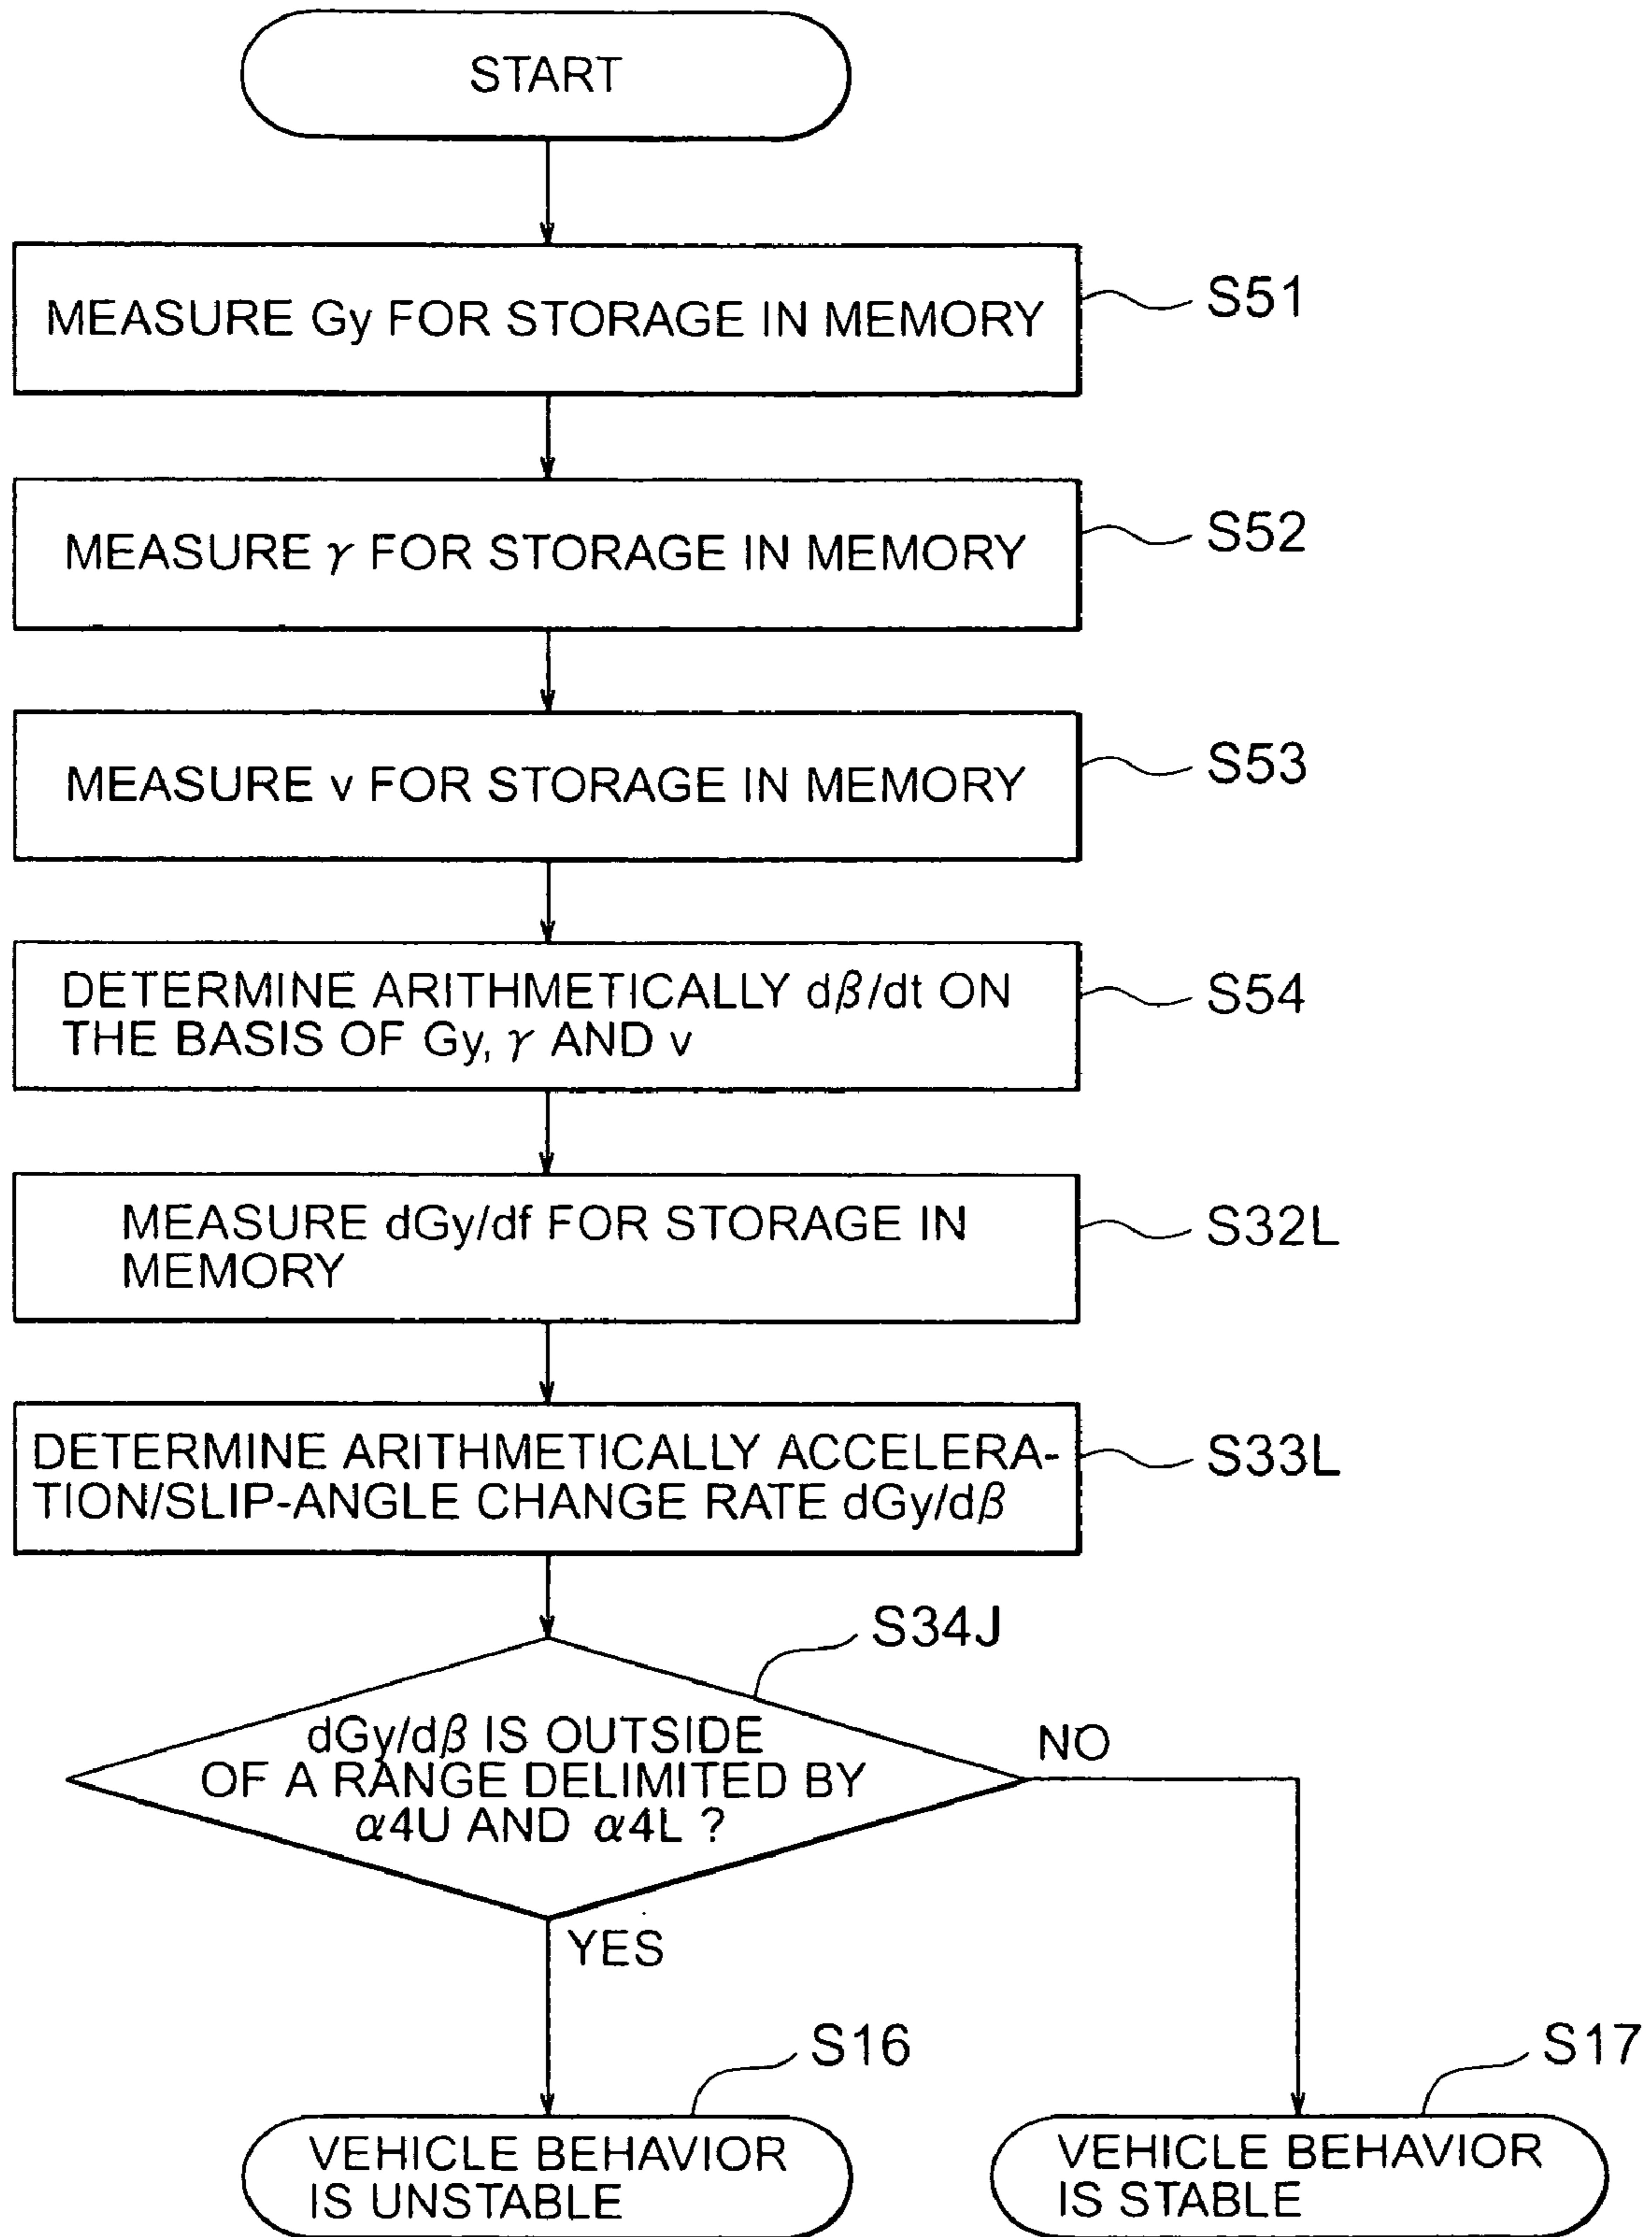 START
MEASURE Gy FOR STORAGE IN MEMORY
S51
MEASURE γ FOR STORAGE IN MEMORY
S52
MEASURE v FOR STORAGE IN MEMORY
S53
DETERMINE ARITHMETICALLY dβ/dt ON
THE BASIS OF Gy, γ AND v
S54
MEASURE dGy/df FOR STORAGE IN
MEMORY
S32L
DETERMINE ARITHMETICALLY ACCELERA-
TION/SLIP-ANGLE CHANGE RATE dGy/dβ
S33L
S34J
dGy/dβ IS OUTSIDE
OF A RANGE DELIMITED BY
α4U AND α4L ?
NO
YES
S16
VEHICLE BEHAVIOR
IS UNSTABLE
S17
VEHICLE BEHAVIOR
IS STABLE